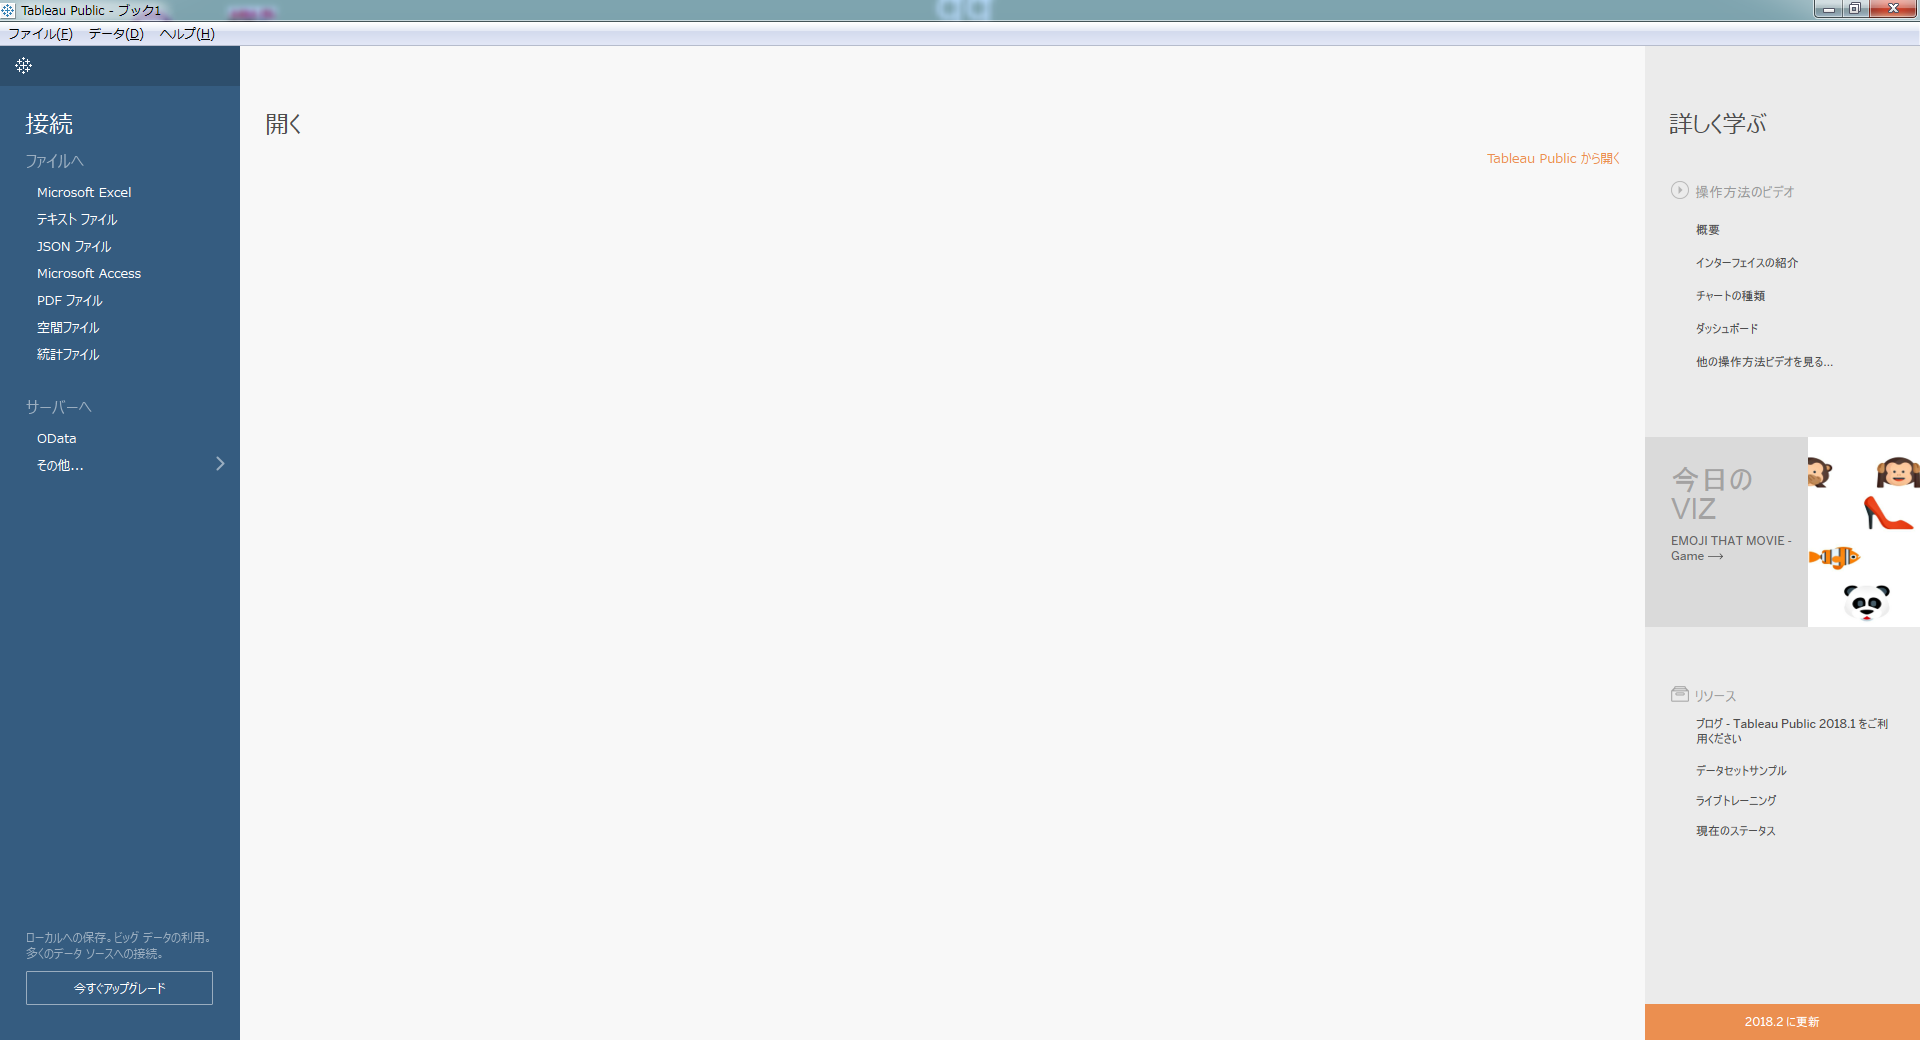 Tableau Public - ブック1
ファイル(F) データ(D) ヘルプ(H)
接続
ファイルへ
Microsoft Excel
テキスト ファイル
JSON ファイル
Microsoft Access
PDF ファイル
空間ファイル
統計ファイル
サーバーへ
OData
その他...
ローカルへの保存。ビッグ データの利用。
多くのデータ ソースへの接続。
今すぐアップグレード
開く
Tableau Public から開く
詳しく学ぶ
操作方法のビデオ
概要
インターフェイスの紹介
チャートの種類
ダッシュボード
他の操作方法ビデオを見る...
今日の
VIZ
EMOJI THAT MOVIE -
Game →
リソース
ブログ - Tableau Public 2018.1 をご利
用ください
データセットサンプル
ライブトレーニング
現在のステータス
2018.2 に更新